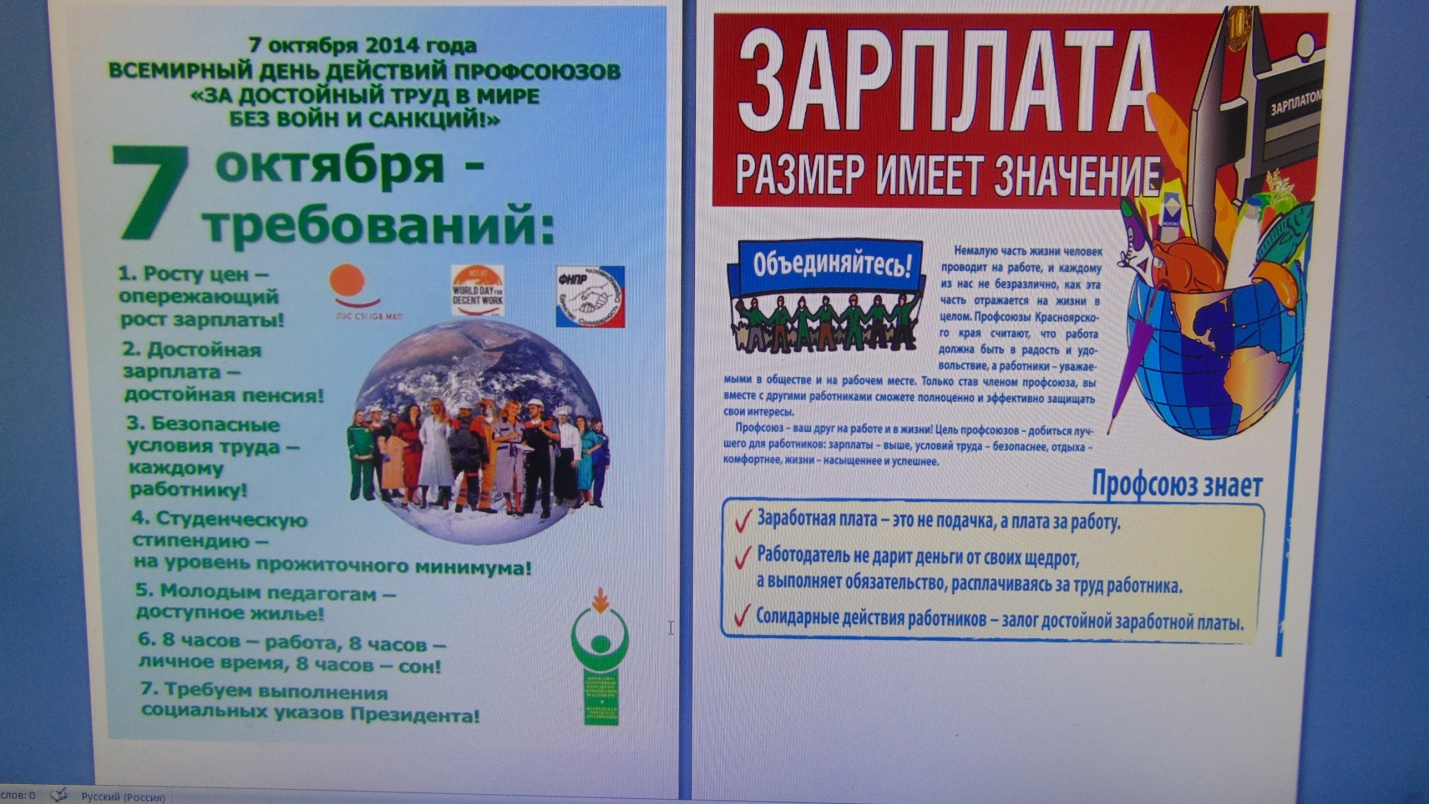 7 октября 2014 года
ВСЕМИРНЫЙ ДЕНЬ ДЕЙСТВИЙ ПРОФСОЮЗОВ
«ЗА ДОСТОЙНЫЙ ТРУД В МИРЕ
БЕЗ ВОЙН И САНКЦИЙ!»
7 октября -
требований:
1. Росту цен –
опережающий
рост зарплаты!
ITUC CSI IGB
WORLD DAY FOR
DECENT WORK
ФНПР
2. Достойная
зарплата –
достойная пенсия!
3. Безопасные
условия труда –
каждому
работнику!
4. Студенческую
стипендию –
на уровень прожиточного минимума!
5. Молодым педагогам –
доступное жилье!
6. 8 часов – работа, 8 часов –
личное время, 8 часов – сон!
7. Требуем выполнения
социальных указов Президента!
ЗАРПЛАТА
РАЗМЕР ИМЕЕТ ЗНАЧЕНИЕ
10
ЗАРПЛАТОМ
Объединяйтесь!
Немалую часть жизни человек
проводит на работе, и каждому
из нас не безразлично, как эта
часть отражается на жизни в
целом. Профсоюзы Красноярско-
го края считают, что работа
должна быть в радость и удо-
вольствие, а работники – уважае-
мыми в обществе и на рабочем месте. Только став членом профсоюза, вы
вместе с другими работниками сможете полноценно и эффективно защищать
свои интересы.
Профсоюз – ваш друг на работе и в жизни! Цель профсоюзов – добиться луч-
шего для работников: зарплаты – выше, условий труда – безопаснее, отдыха –
комфортнее, жизни – насыщеннее и успешнее.
Профсоюз знает
Заработная плата – это не подачка, а плата за работу.
Работодатель не дарит деньги от своих щедрот,
а выполняет обязательство, расплачиваясь за труд работника.
Солидарные действия работников – залог достойной заработной платы.
слов: 0
Русский (Россия)